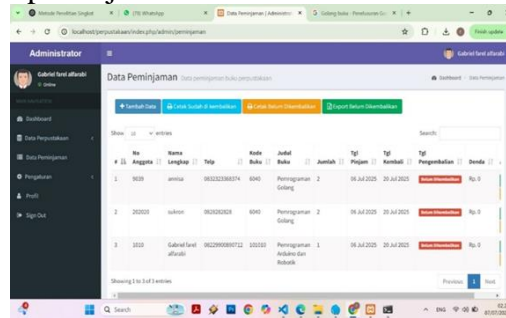 Metode Penelitian Singkat
(79) WhatsApp
Data Peminjaman | Administrator
Golang buku - Penelusuran Go
localhost/perpustakaan/index.php/admin/peminjaman
Finish update
Administrator
Gabriel farel alfarabi
Gabriel farel alfarabi
Online
Data Peminjaman Data peminjaman buku perpustakaan
Dashboard Data Peminjaman
MAIN NAVIGATION
Dashboard
Data Perpustakaan
Data Peminjaman
Pengaturan
Profil
Sign Out
Tambah Data
Cetak Sudah di kembalikan
Cetak Belum Dikembalikan
Export Belum Dikembalikan
Show 10 entries
Search:
# No Anggota Nama Lengkap Telp Kode Buku Judul Buku Jumlah Tgl Pinjam Tgl Kembali Tgl Pengembalian Denda
1 9039 annisa 0832323368374 6040 Pemrograman Golang 2 06 Jul 2025 20 Jul 2025 Belum Dikembalikan Rp. 0
2 202020 sukron 0828282828 6040 Pemrograman Golang 2 06 Jul 2025 20 Jul 2025 Belum Dikembalikan Rp. 0
3 1010 Gabriel farel alfarabi 08229900800712 101010 Pemrograman Arduino dan Robotik 1 06 Jul 2025 20 Jul 2025 Belum Dikembalikan Rp. 0
Showing 1 to 3 of 3 entries
Previous 1 Next
Search
ENG